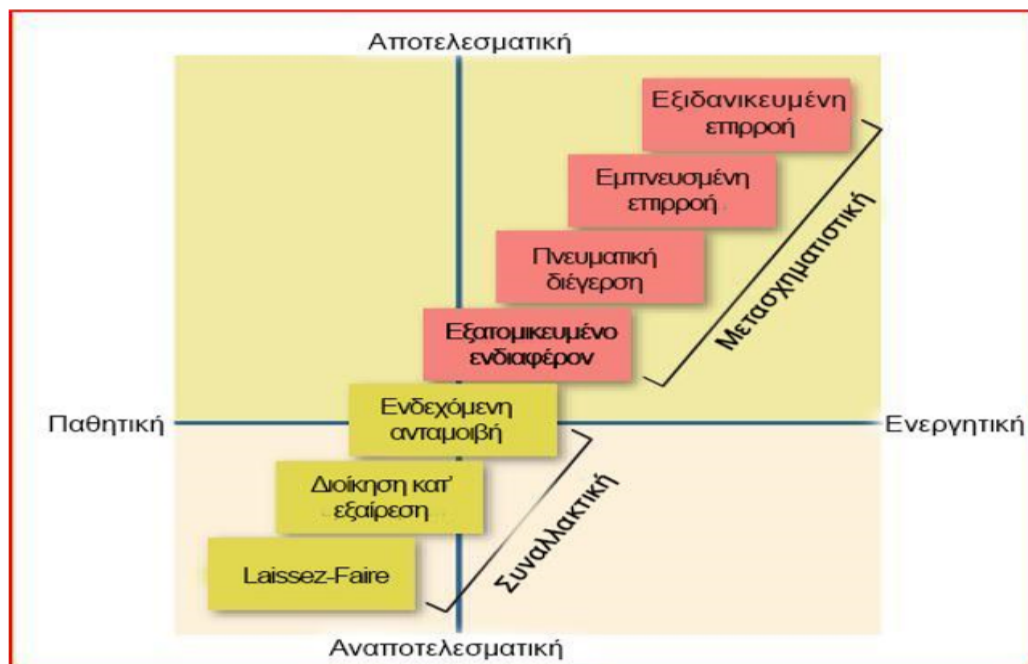 Αποτελεσματική
Εξιδανικευμένη
επιρροή
Εμπνευσμένη
επιρροή
Πνευματική
διέγερση
Μετασχηματιστική
Εξατομικευμένο
ενδιαφέρον
Ενδεχόμενη
ανταμοιβή
Παθητική
Ενεργητική
Διοίκηση κατ'
εξαίρεση
Συναλλακτική
Laissez-Faire
Αναποτελεσματική